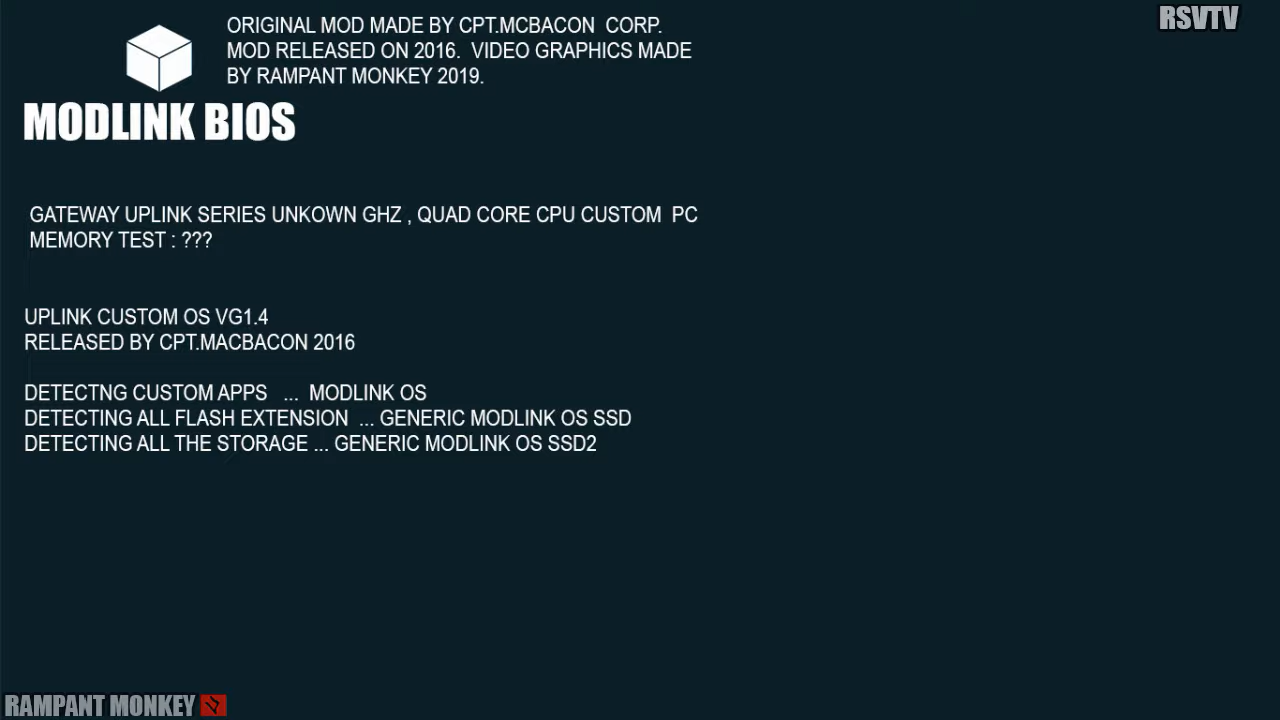 ORIGINAL MOD MADE BY CPT.MCBACON CORP.
MOD RELEASED ON 2016. VIDEO GRAPHICS MADE
BY RAMPANT MONKEY 2019.
RSVTV
MODLINK BIOS
GATEWAY UPLINK SERIES UNKOWN GHZ , QUAD CORE CPU CUSTOM PC
MEMORY TEST : ???
UPLINK CUSTOM OS VG1.4
RELEASED BY CPT.MACBACON 2016
DETECTNG CUSTOM APPS ... MODLINK OS
DETECTING ALL FLASH EXTENSION ... GENERIC MODLINK OS SSD
DETECTING ALL THE STORAGE ... GENERIC MODLINK OS SSD2
RAMPANT MONKEY